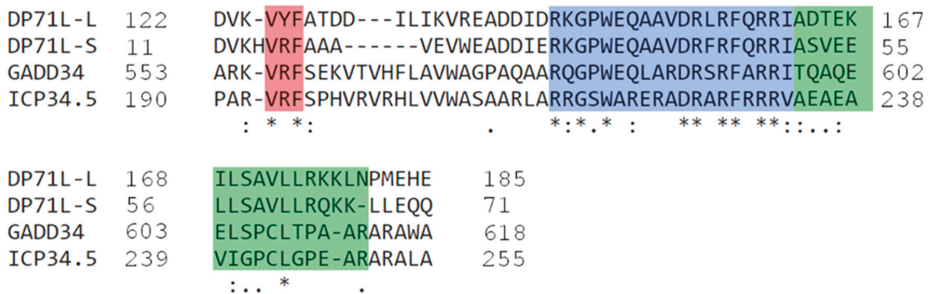 DP71L-L 122 DVK-VYFATDD---ILIKVREADDIDRKGPWEQAAVDRLRFQRRIADTEK 167
DP71L-S 11 DVKHVRFAAA------VEVWEADDIERKGPWEQAAVDRFRFQRRIASVEE 55
GADD34 553 ARK-VRFSEKVTVHFLAVWAGPAQAARQGPWEQLARDRSRFARRITQAQE 602
ICP34.5 190 PAR-VRFSPHVRVRHLVVWASAARLARRGSWARERADRARFRRRVAEAEA 238
: * *: . *:*.* : ** ** **::..:
DP71L-L 168 ILSAVLLRKKLNPMEHE 185
DP71L-S 56 LLSAVLLRQKK-LLEQQ 71
GADD34 603 ELSPCLTPA-ARARAWA 618
ICP34.5 239 VIGPCLGPE-ARARALA 255
:.. * .